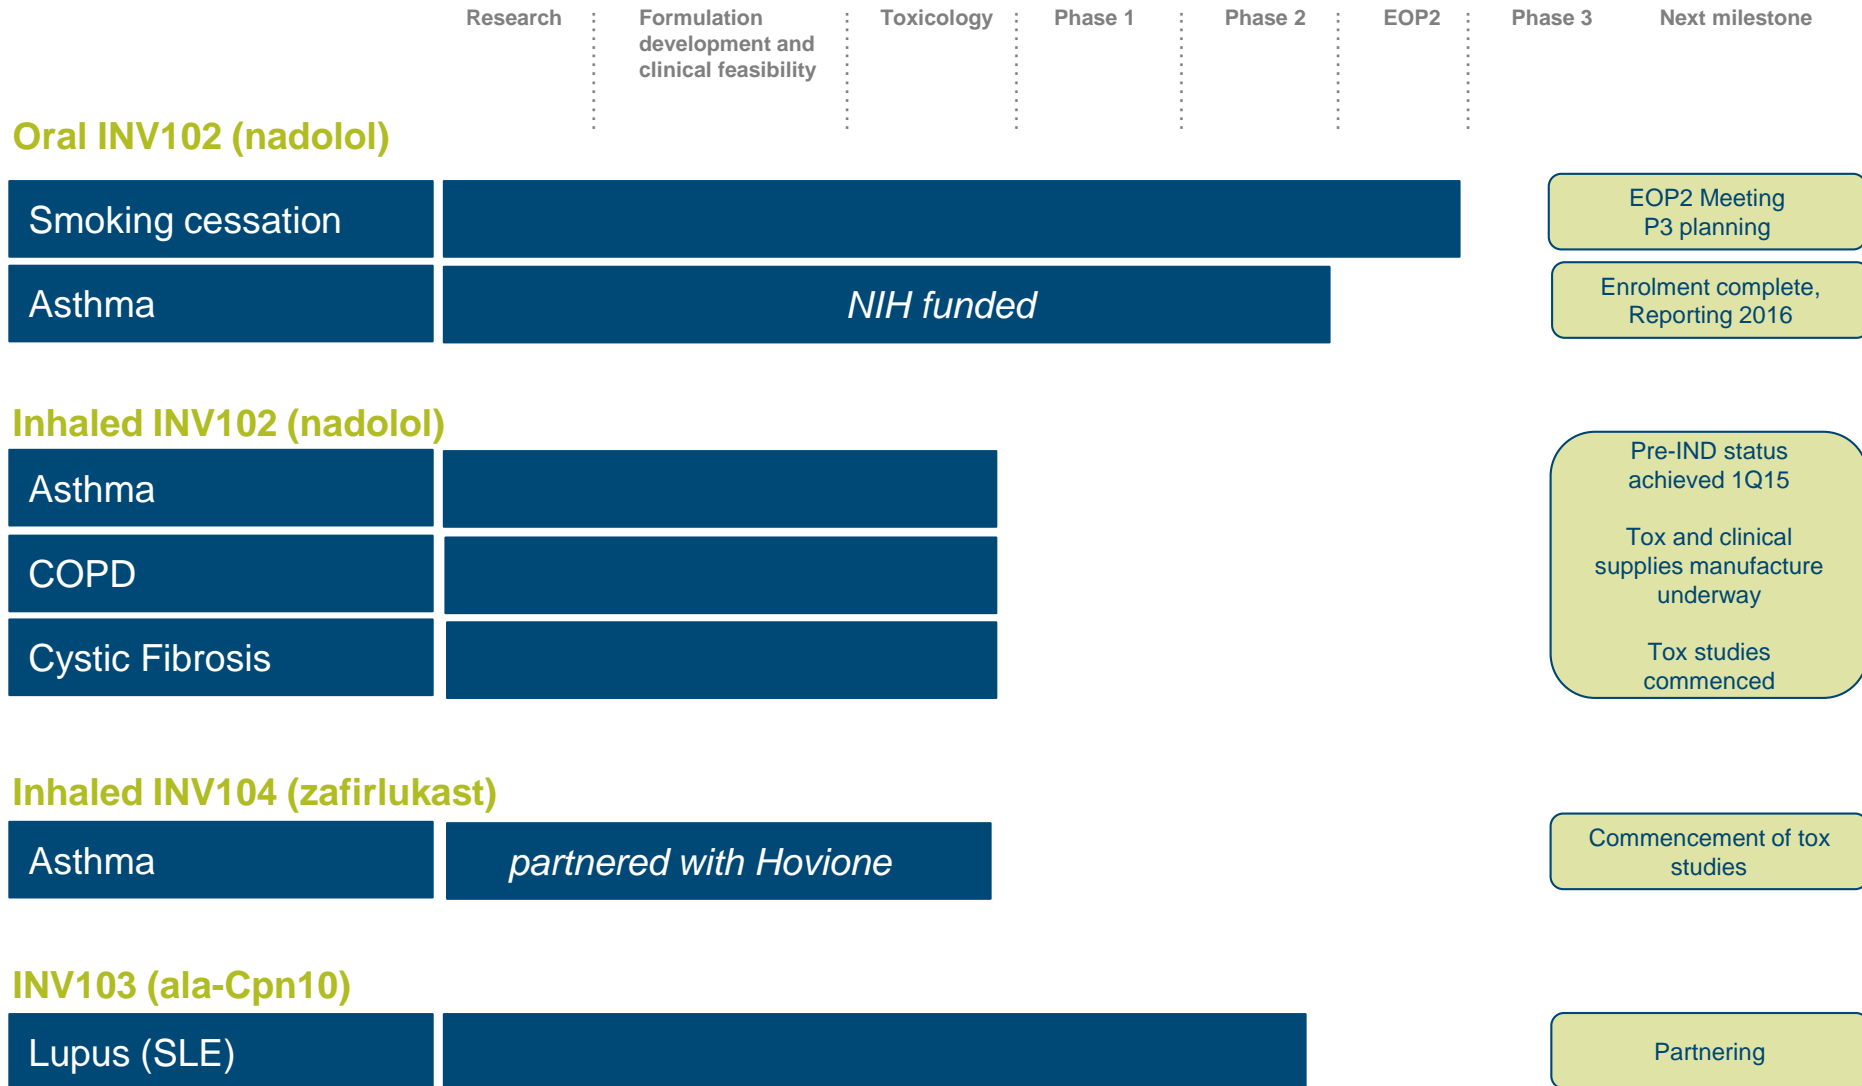 Research
Formulation
development and
clinical feasibility
Toxicology
Phase 1
Phase 2
EOP2
Phase 3
Next milestone
Oral INV102 (nadolol)
Smoking cessation
EOP2 Meeting
P3 planning
Asthma
NIH funded
Enrolment complete,
Reporting 2016
Inhaled INV102 (nadolol)
Asthma
COPD
Cystic Fibrosis
Pre-IND status
achieved 1Q15
Tox and clinical
supplies manufacture
underway
Tox studies
commenced
Inhaled INV104 (zafirlukast)
Asthma
partnered with Hovione
Commencement of tox
studies
INV103 (ala-Cpn10)
Lupus (SLE)
Partnering